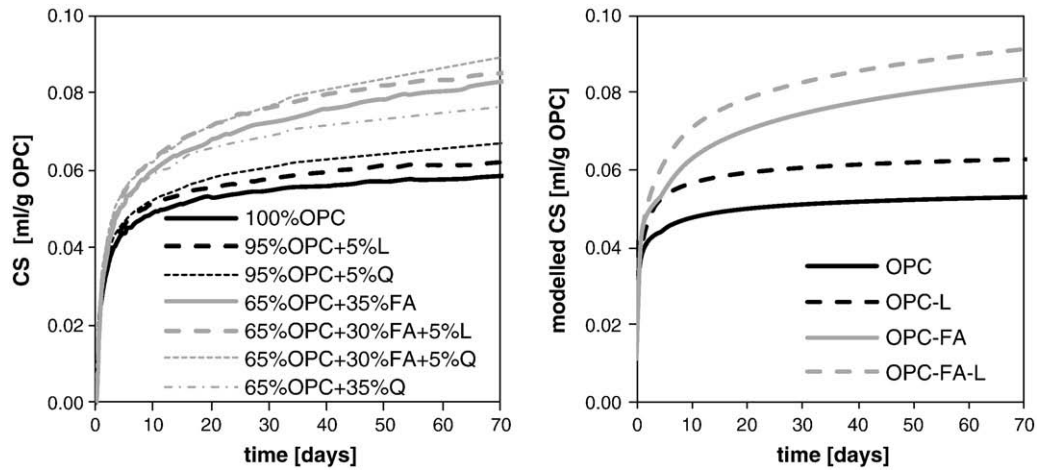 CS [ml/g OPC]
0.10
0.08
0.06
0.04
0.02
0.00
100%OPC
95%OPC+5%L
95%OPC+5%Q
65%OPC+35%FA
65%OPC+30%FA+5%L
65%OPC+30%FA+5%Q
65%OPC+35%Q
0 10 20 30 40 50 60 70
time [days]
modelled CS [ml/g OPC]
0.10
0.08
0.06
0.04
0.02
0.00
OPC
OPC-L
OPC-FA
OPC-FA-L
0 10 20 30 40 50 60 70
time [days]